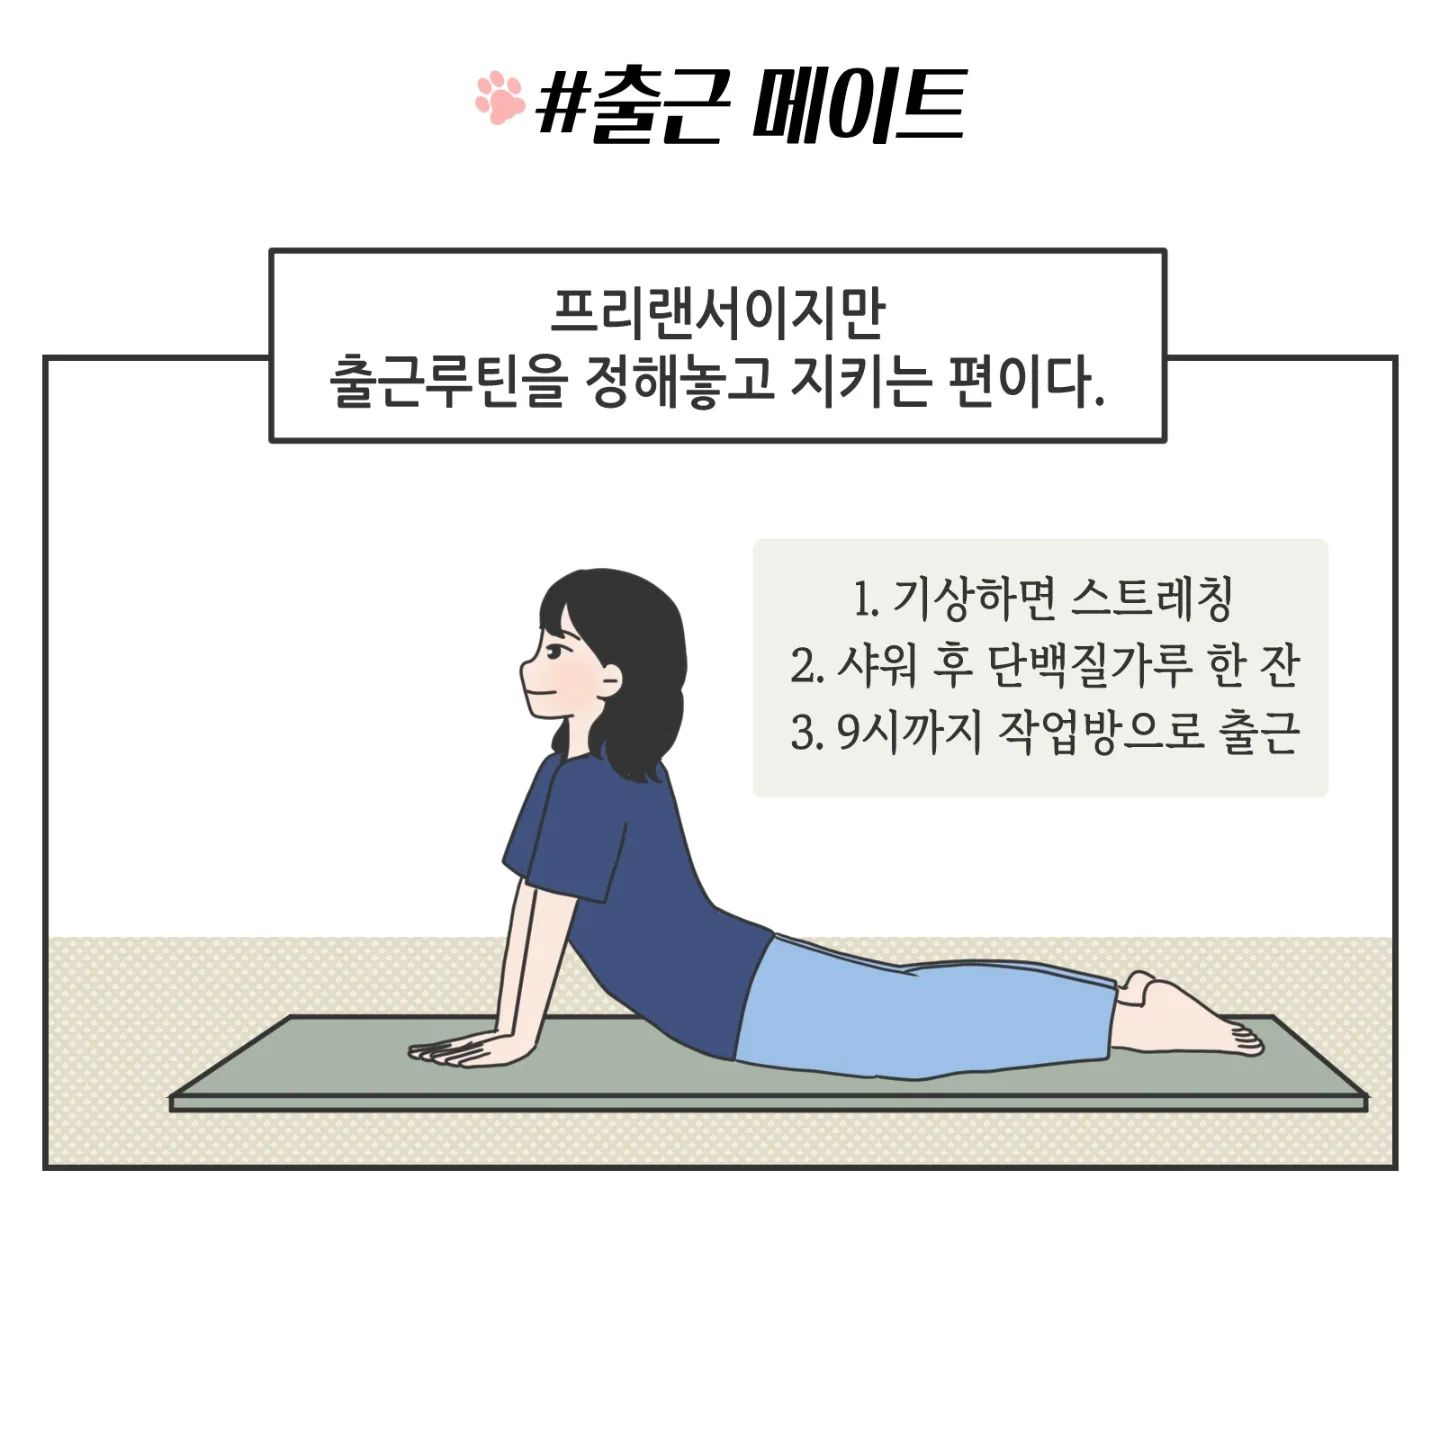 #출근 메이트
프리랜서이지만
출근루틴을 정해놓고 지키는 편이다.
1. 기상하면 스트레칭
2. 샤워 후 단백질가루 한 잔
3. 9시까지 작업방으로 출근